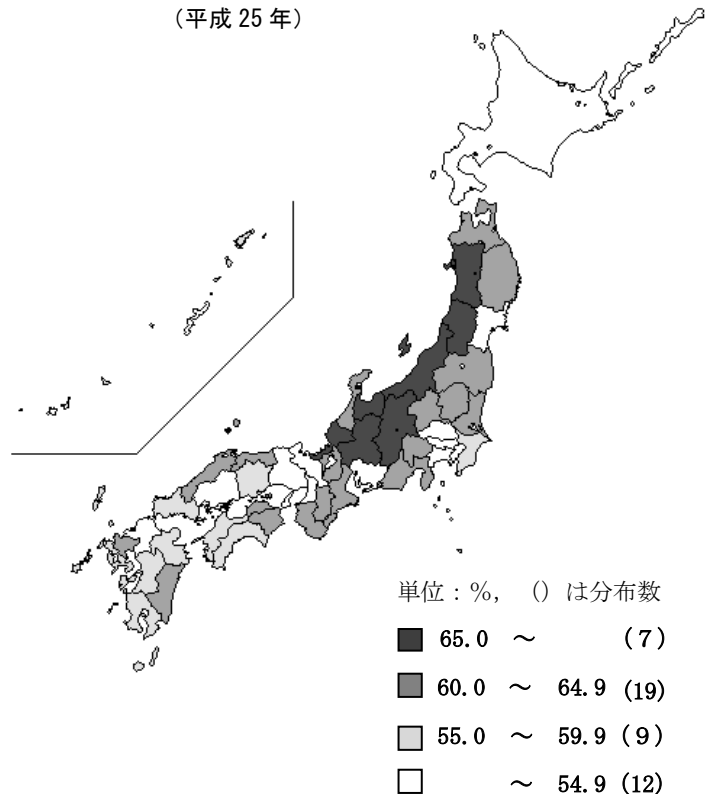 (平成 25 年)
単位:%, () は分布数
65.0 ～ (7)
60.0 ～ 64.9 (19)
55.0 ～ 59.9 (9)
～ 54.9 (12)